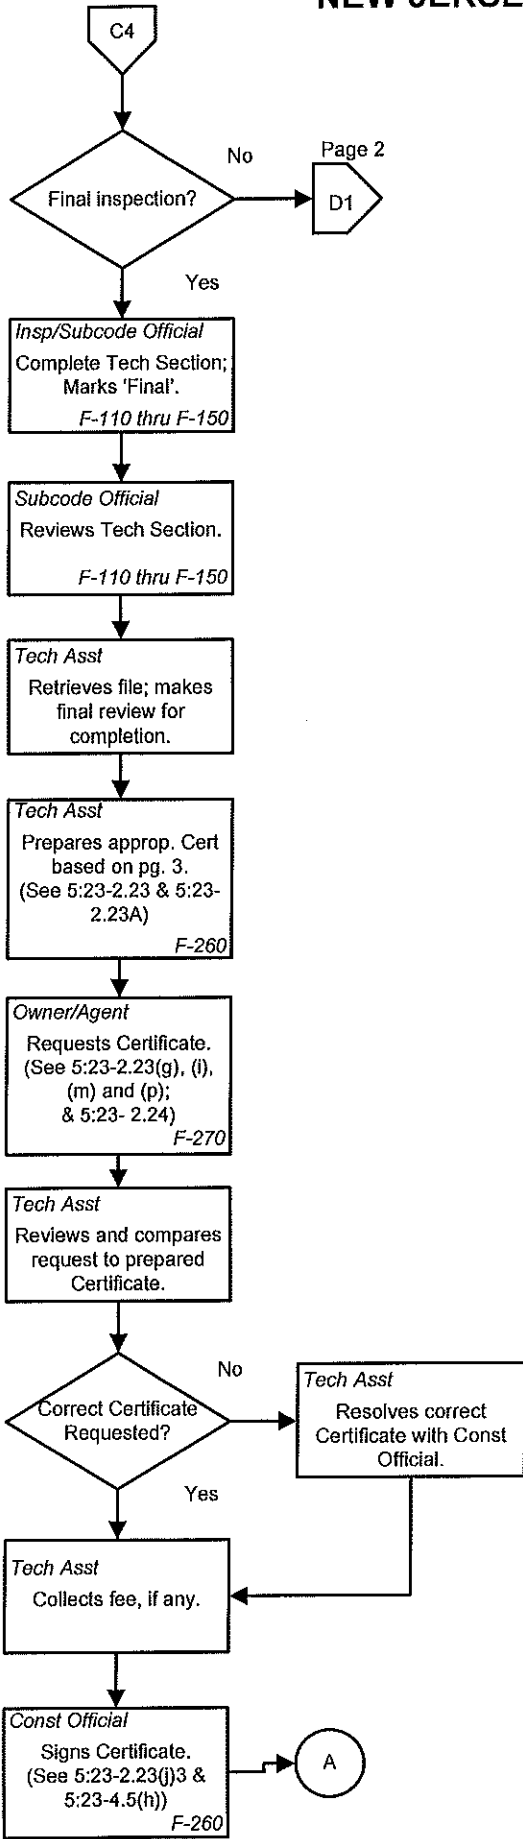 C4
No
Page 2
Final inspection?
D1
Yes
Insp/Subcode Official
Complete Tech Section;
Marks 'Final'.
F-110 thru F-150
Subcode Official
Reviews Tech Section.
F-110 thru F-150
Tech Asst
Retrieves file; makes
final review for
completion.
Tech Asst
Prepares approp. Cert
based on pg. 3.
(See 5:23-2.23 & 5:23-
2.23A)
F-260
Owner/Agent
Requests Certificate.
(See 5:23-2.23(g), (i),
(m) and (p);
& 5:23- 2.24)
F-270
Tech Asst
Reviews and compares
request to prepared
Certificate.
No
Correct Certificate
Requested?
Tech Asst
Resolves correct
Certificate with Const
Official.
Yes
Tech Asst
Collects fee, if any.
Const Official
Signs Certificate.
(See 5:23-2.23(j)3 &
5:23-4.5(h))
F-260
A